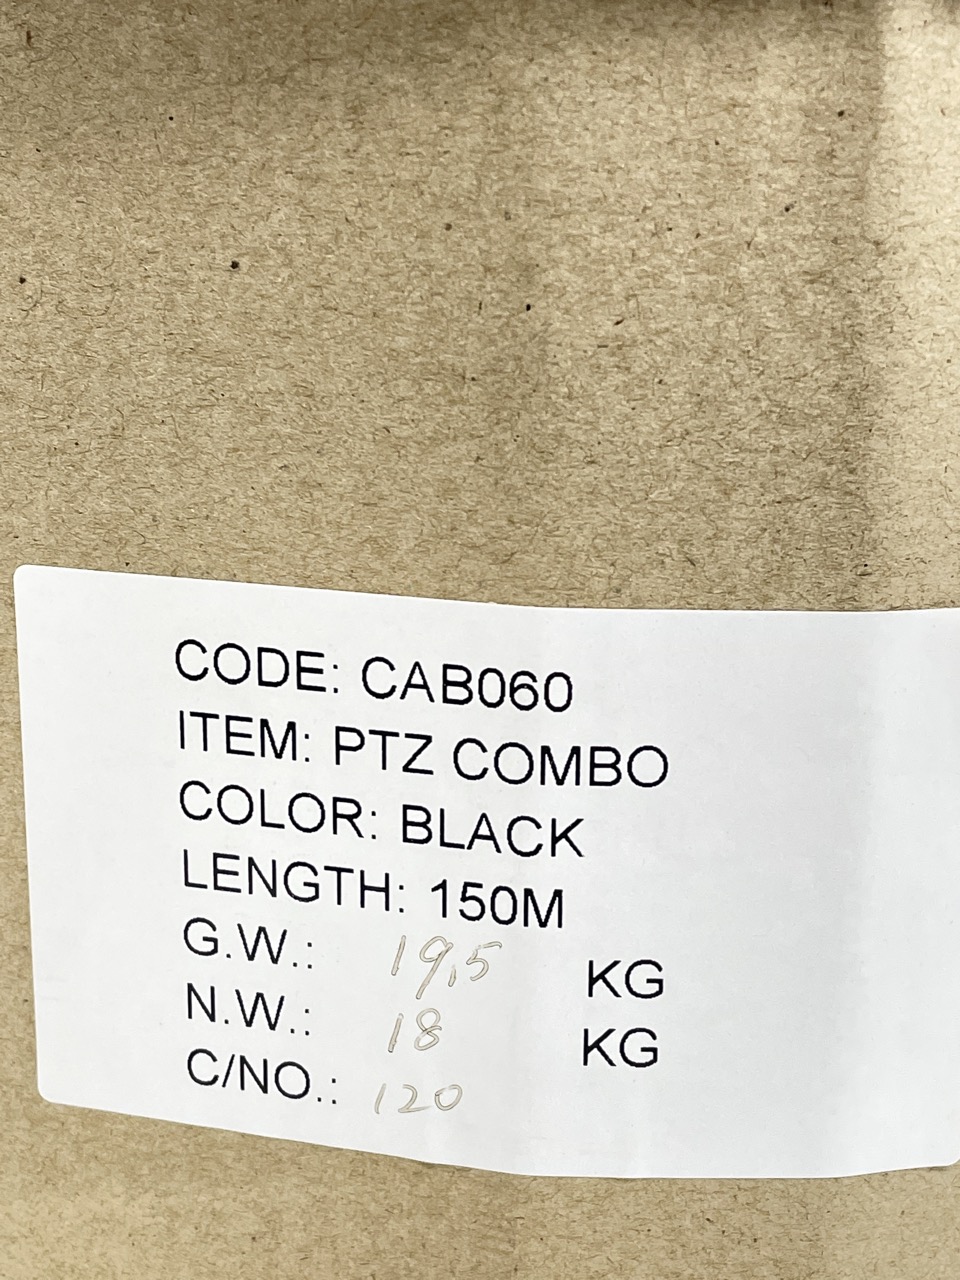 CODE: CAB060
ITEM: PTZ COMBO
COLOR: BLACK
LENGTH: 150M
G.W.: 19,5 KG
N.W.: 18 KG
C/NO.: 120